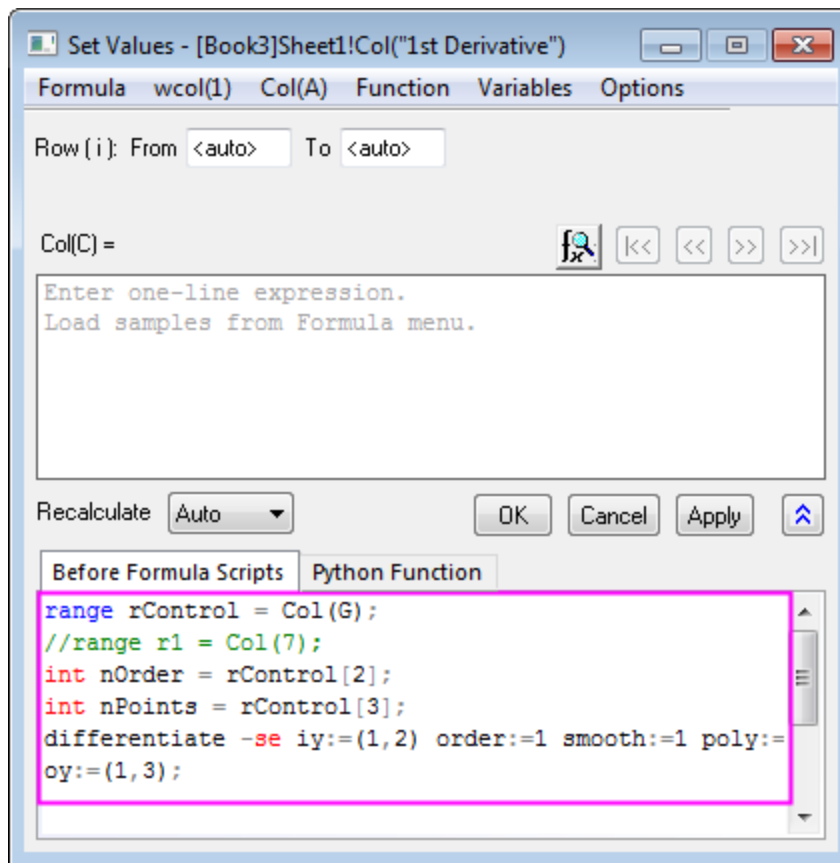 Set Values - [Book3]Sheet1!Col("1st Derivative")
Formula wcol(1) Col(A) Function Variables Options
Row (i): From <auto> To <auto>
Col(C) =
|<< << >> >>|
Enter one-line expression.
Load samples from Formula menu.
Recalculate Auto OK Cancel Apply
Before Formula Scripts Python Function
range rControl = Col(G);
//range r1 = Col(7);
int nOrder = rControl[2];
int nPoints = rControl[3];
differentiate -se iy:=(1,2) order:=1 smooth:=1 poly:=
oy:=(1,3);